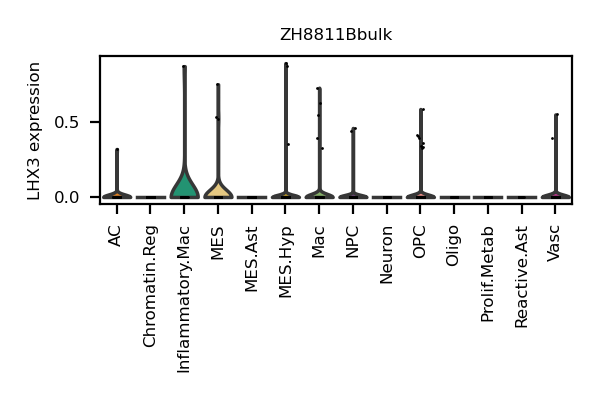 ZH8811Bbulk
LHX3 expression
0.5
0.0
AC
Chromatin.Reg
Inflammatory.Mac
MES
MES.Ast
MES.Hyp
Mac
NPC
Neuron
OPC
Oligo
Prolif.Metab
Reactive.Ast
Vasc